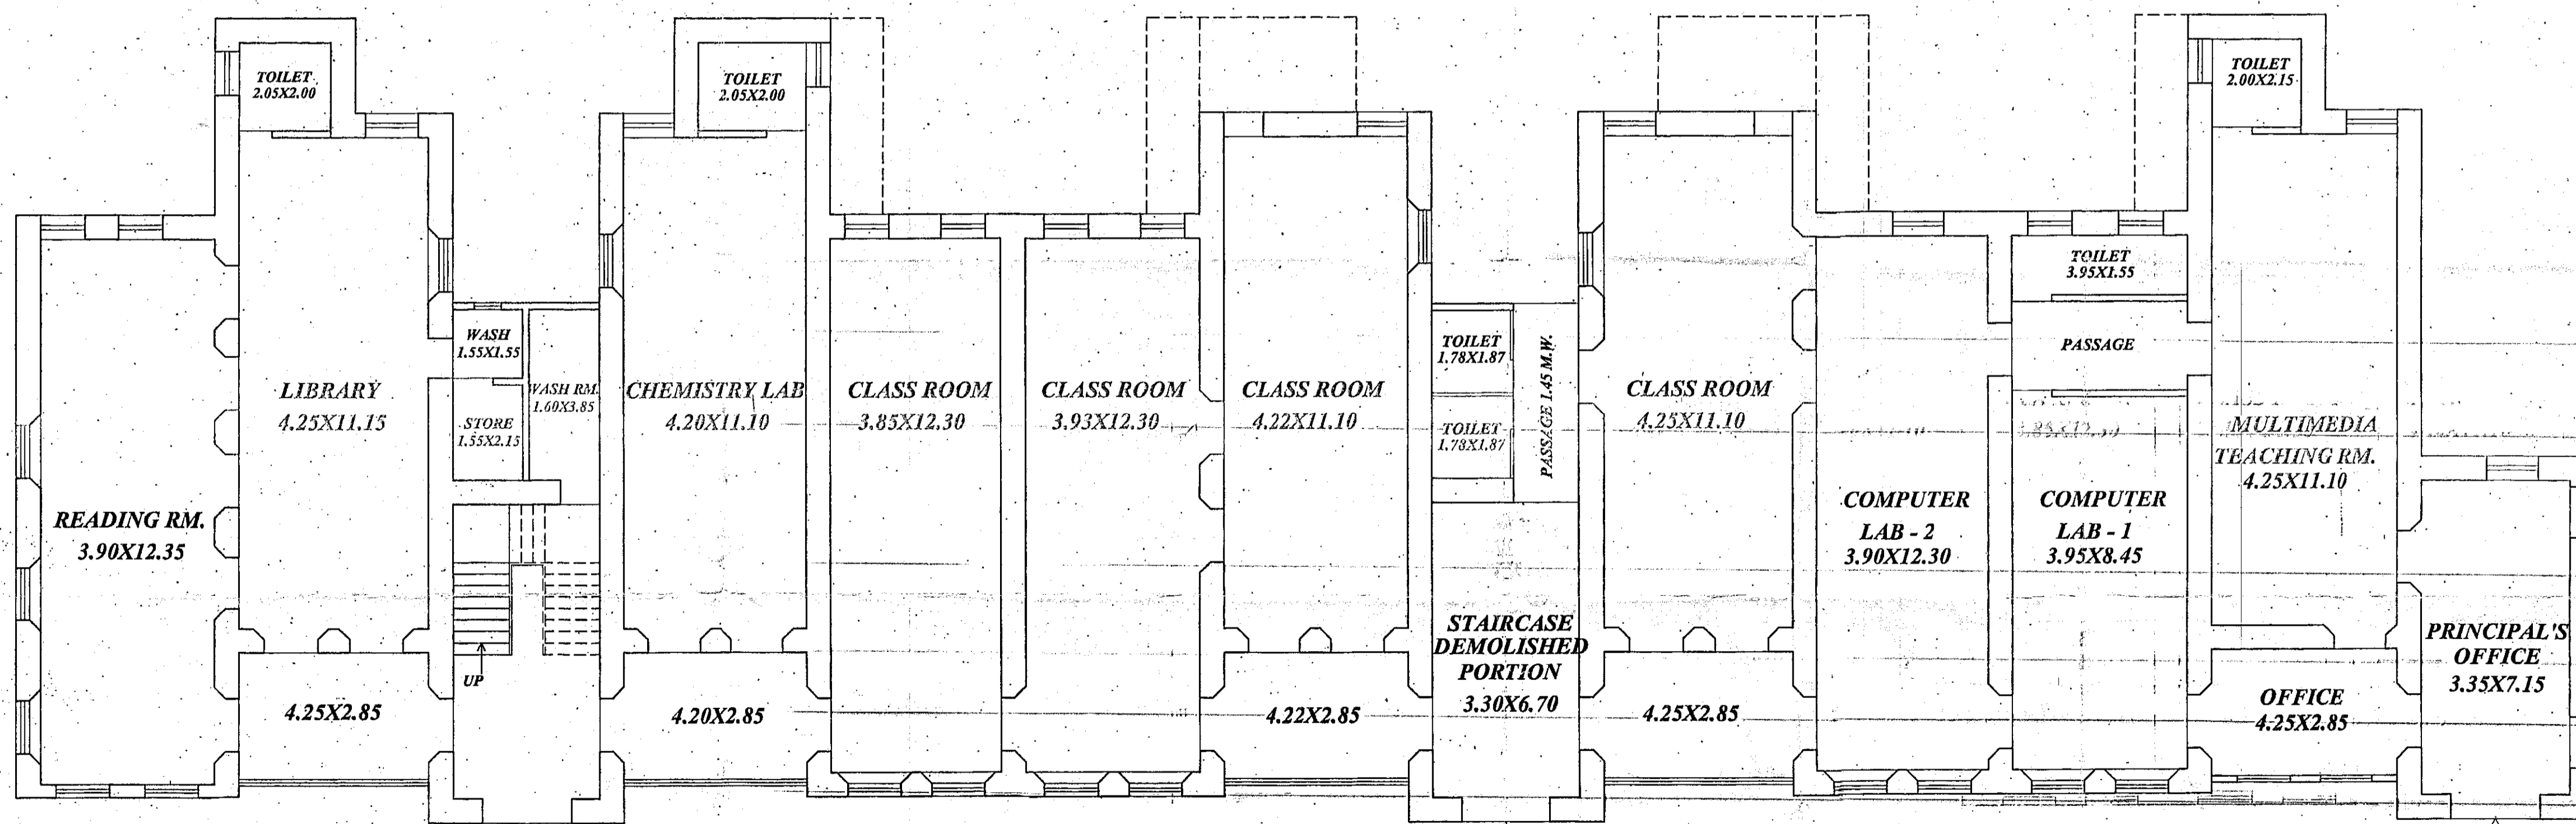 TOILET
2.05X2.00
TOILET
2.05X2.00
TOILET
2.00X2.15
TOILET
3.95X1.55
WASH
1.55X1.55
TOILET
1.78X1.87
PASSAGE 1.45 M.W.
PASSAGE
LIBRARY
4.25X11.15
STORE
1.55X2.15
WASH RM.
1.60X3.85
CHEMISTRY LAB
4.20X11.10
CLASS ROOM
3.85X12.30
CLASS ROOM
3.93X12.30
CLASS ROOM
4.22X11.10
TOILET
1.78X1.87
CLASS ROOM
4.25X11.10
MULTIMEDIA
TEACHING RM.
4.25X11.10
READING RM.
3.90X12.35
COMPUTER
LAB - 2
3.90X12.30
COMPUTER
LAB - 1
3.95X8.45
STAIRCASE
DEMOLISHED
PORTION
3.30X6.70
PRINCIPAL'S
OFFICE
3.35X7.15
UP
4.25X2.85
4.20X2.85
4.22X2.85
4.25X2.85
OFFICE
4.25X2.85